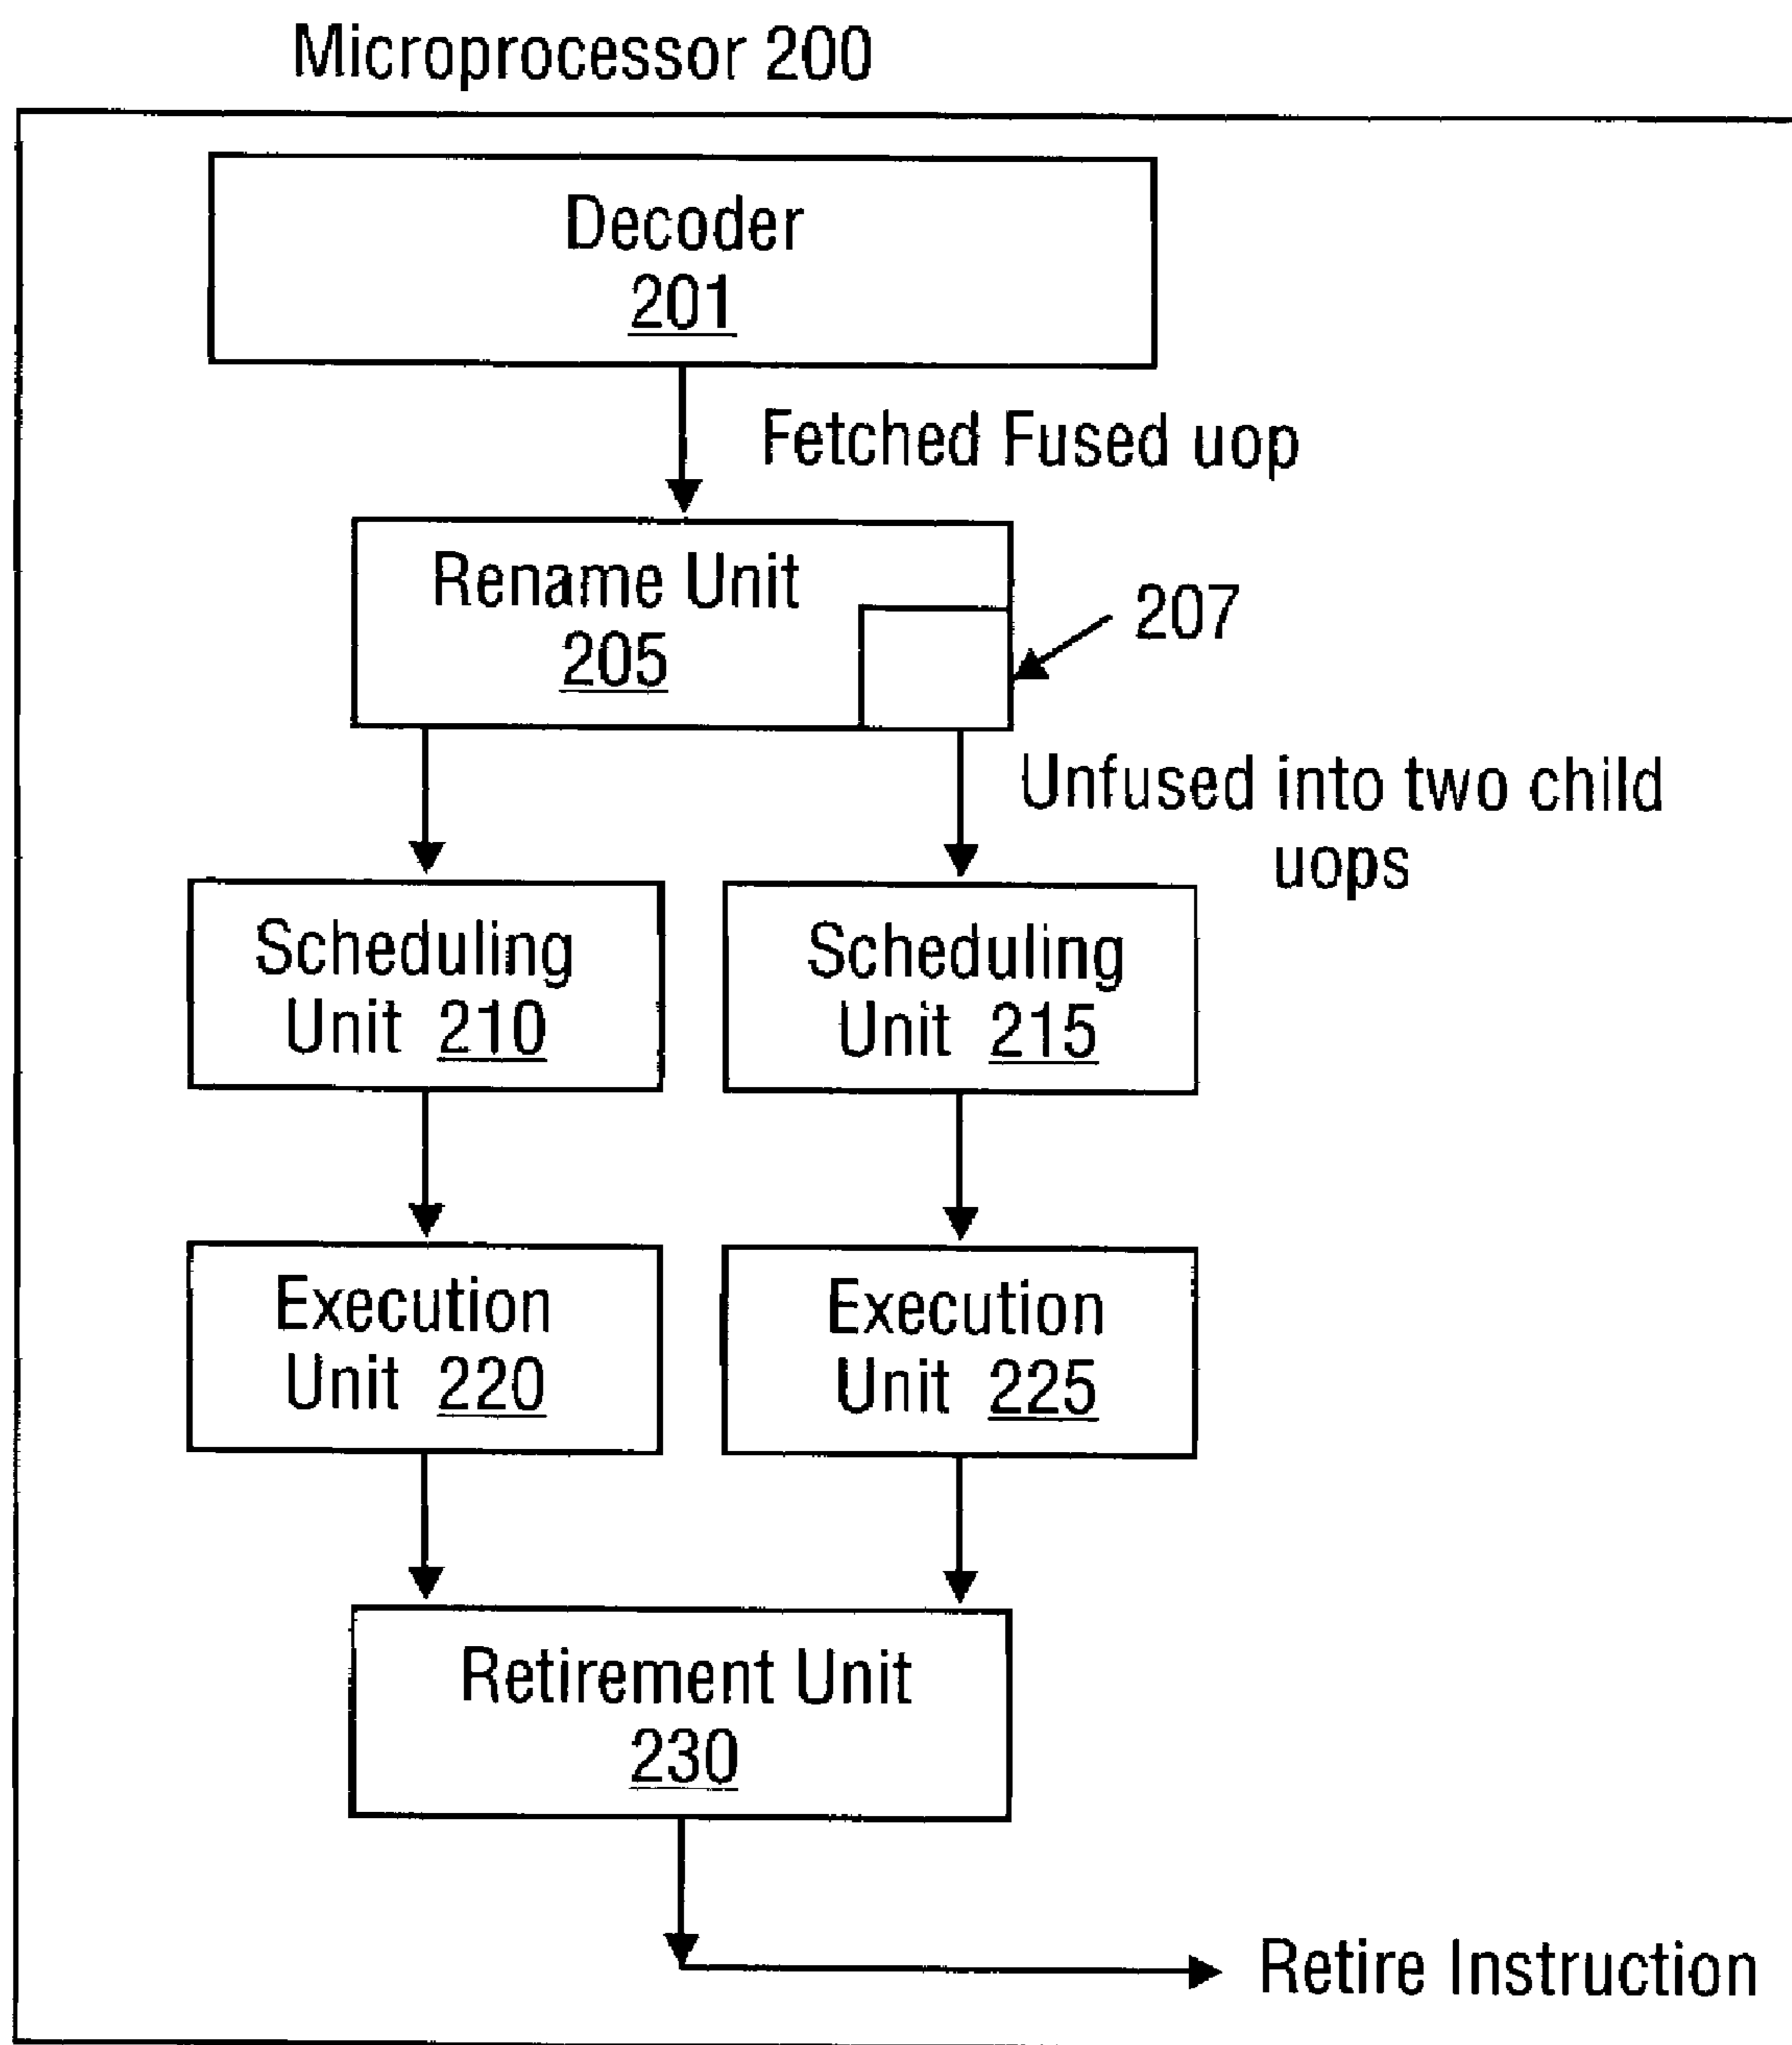 Microprocessor 200
Decoder
201
Fetched Fused uop
Rename Unit
205
207
Unfused into two child
uops
Scheduling
Unit 210
Scheduling
Unit 215
Execution
Unit 220
Execution
Unit 225
Retirement Unit
230
Retire Instruction